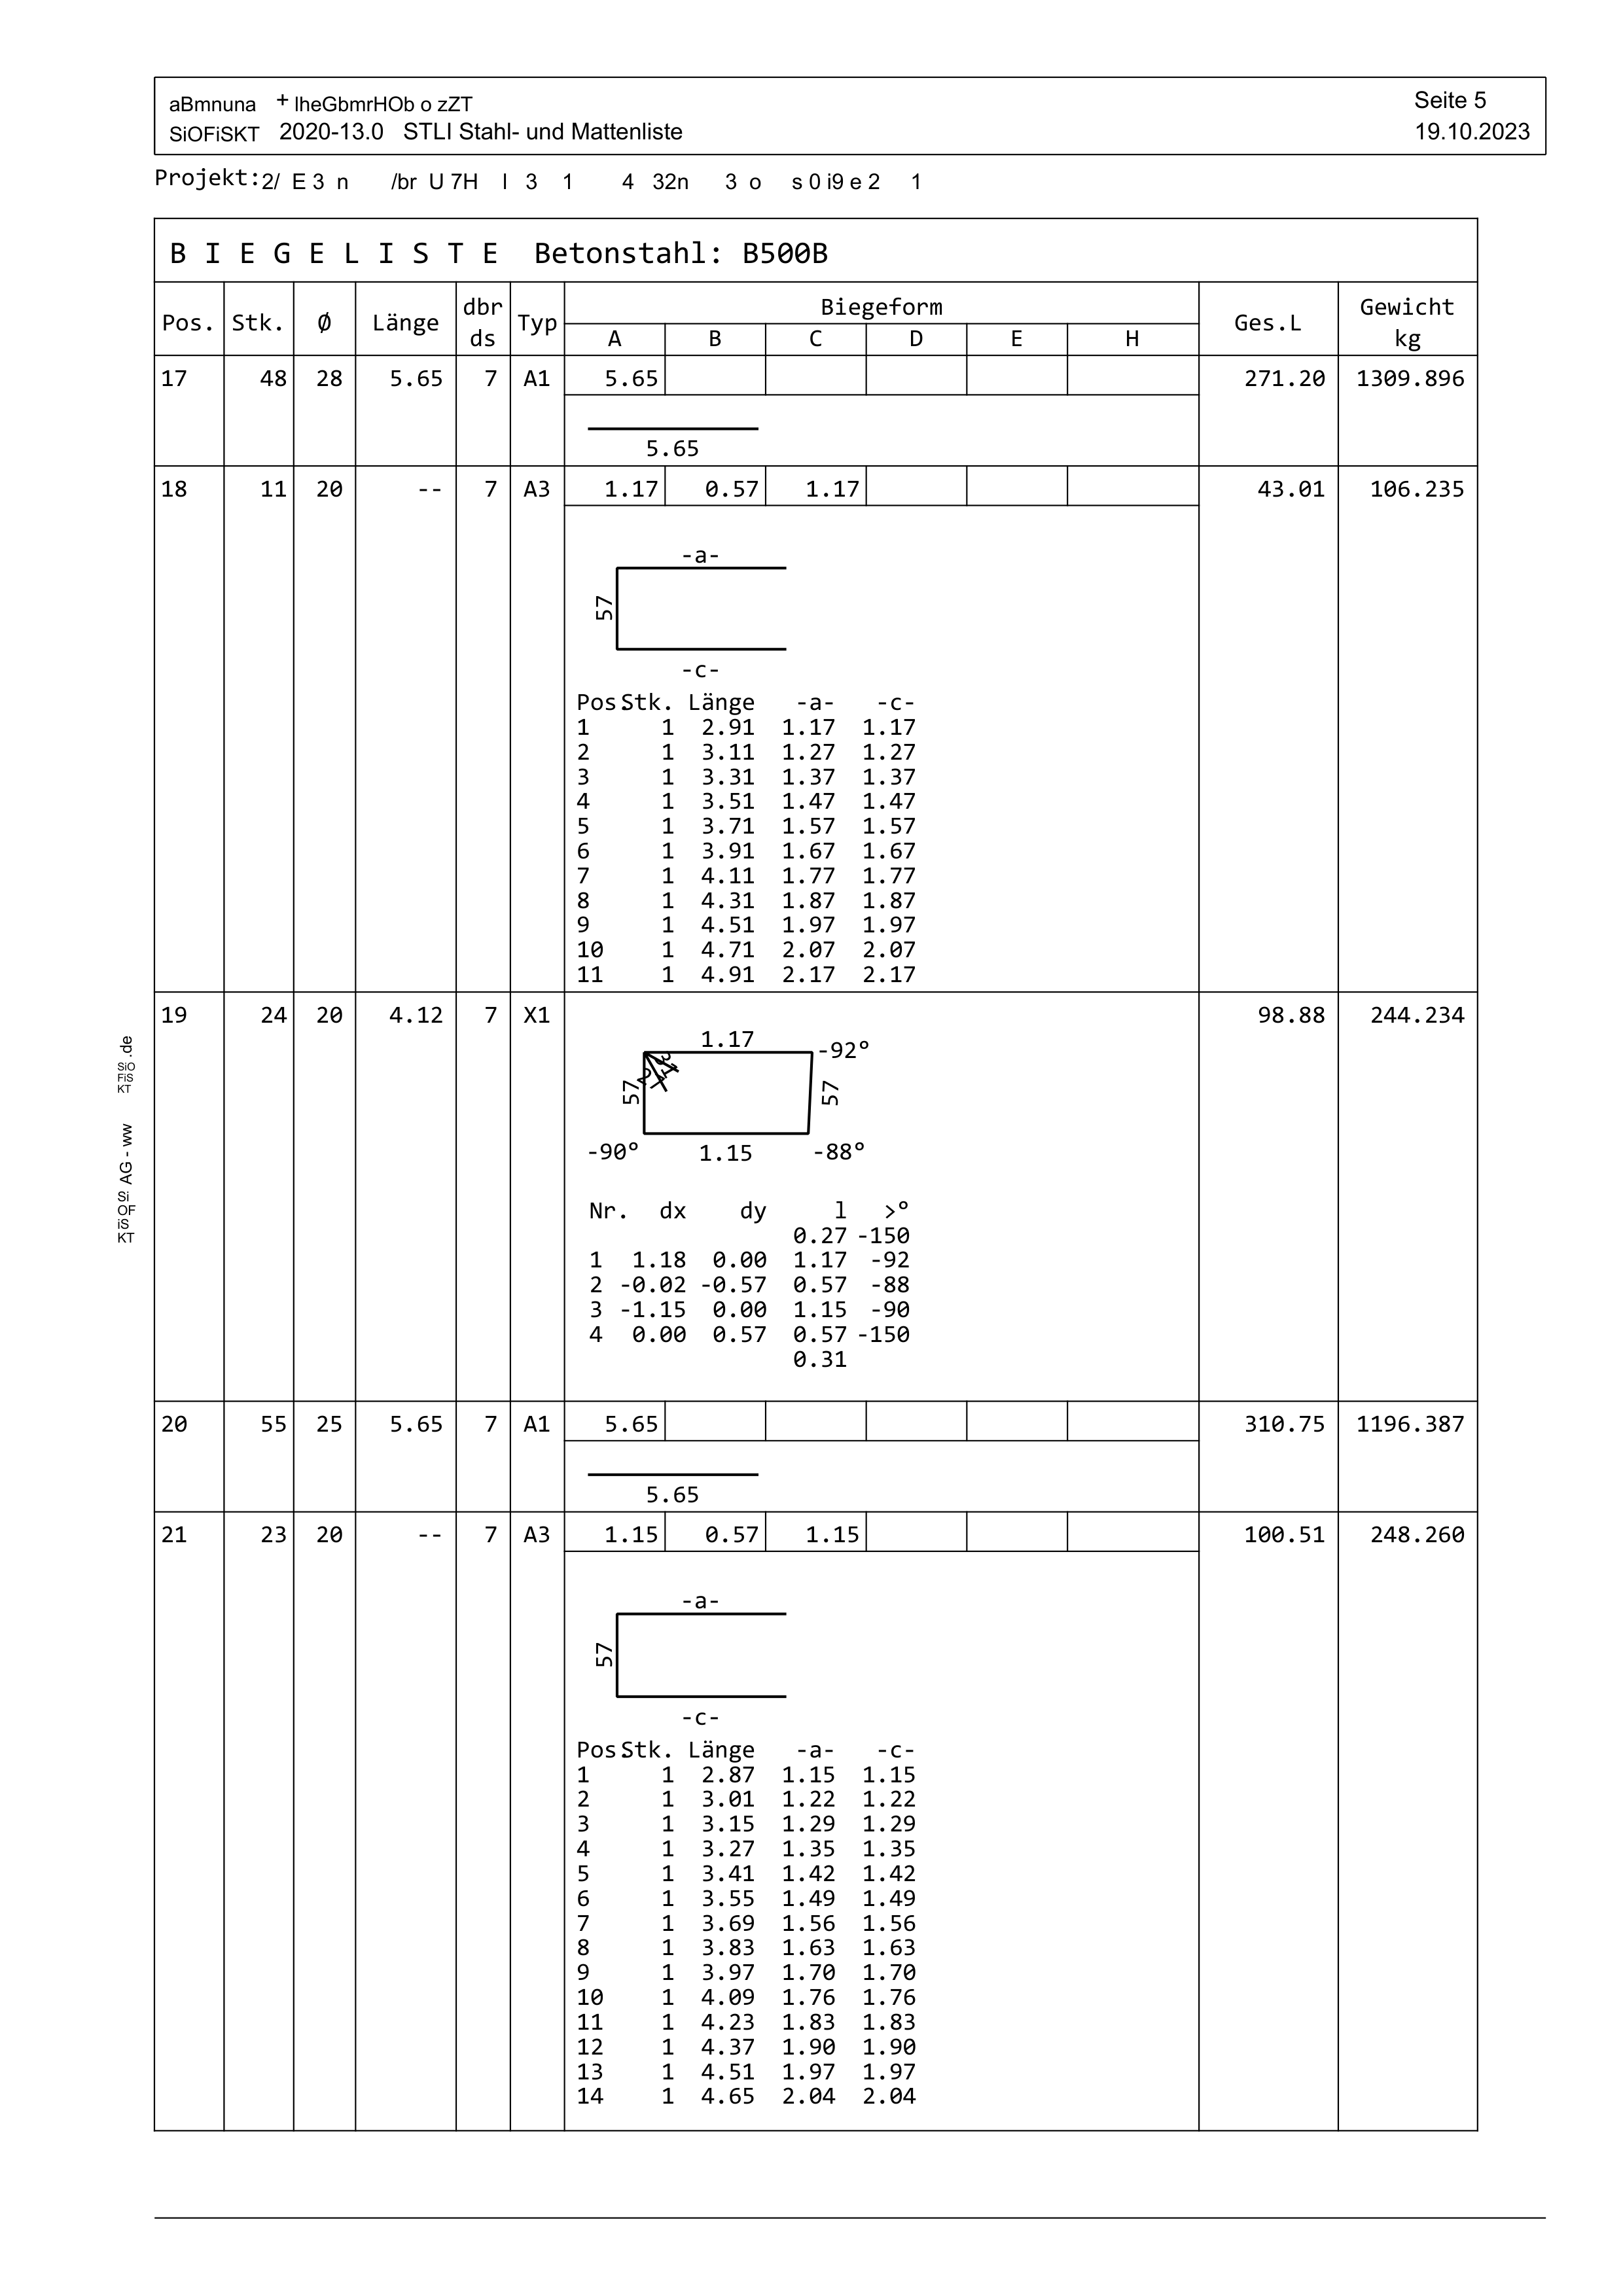 aBmnuna + lheGbmrHOb o zZT Seite 5
SiOFiSKT 2020-13.0 STLI Stahl- und Mattenliste 19.10.2023
Projekt:2/ E 3 n /br U 7H l 3 1 4 32n 3 o s 0 i9 e 2 1
B I E G E L I S T E Betonstahl: B500B
Pos. Stk. Ø Länge dbr ds Typ Biegeform Ges.L Gewicht kg
A B C D E H
17 48 28 5.65 7 A1 5.65 271.20 1309.896
5.65
18 11 20 -- 7 A3 1.17 0.57 1.17 43.01 106.235
-a-
57
-c-
Pos.Stk. Länge -a- -c-
1 1 2.91 1.17 1.17
2 1 3.11 1.27 1.27
3 1 3.31 1.37 1.37
4 1 3.51 1.47 1.47
5 1 3.71 1.57 1.57
6 1 3.91 1.67 1.67
7 1 4.11 1.77 1.77
8 1 4.31 1.87 1.87
9 1 4.51 1.97 1.97
10 1 4.71 2.07 2.07
11 1 4.91 2.17 2.17
19 24 20 4.12 7 X1 98.88 244.234
1.17
-92°
57 57
-90° 1.15 -88°
Nr. dx dy l >°
0.27 -150
1 1.18 0.00 1.17 -92
2 -0.02 -0.57 0.57 -88
3 -1.15 0.00 1.15 -90
4 0.00 0.57 0.57 -150
0.31
20 55 25 5.65 7 A1 5.65 310.75 1196.387
5.65
21 23 20 -- 7 A3 1.15 0.57 1.15 100.51 248.260
-a-
57
-c-
Pos.Stk. Länge -a- -c-
1 1 2.87 1.15 1.15
2 1 3.01 1.22 1.22
3 1 3.15 1.29 1.29
4 1 3.27 1.35 1.35
5 1 3.41 1.42 1.42
6 1 3.55 1.49 1.49
7 1 3.69 1.56 1.56
8 1 3.83 1.63 1.63
9 1 3.97 1.70 1.70
10 1 4.09 1.76 1.76
11 1 4.23 1.83 1.83
12 1 4.37 1.90 1.90
13 1 4.51 1.97 1.97
14 1 4.65 2.04 2.04
SiOFiSKT AG - ww SiOFiSKT .de